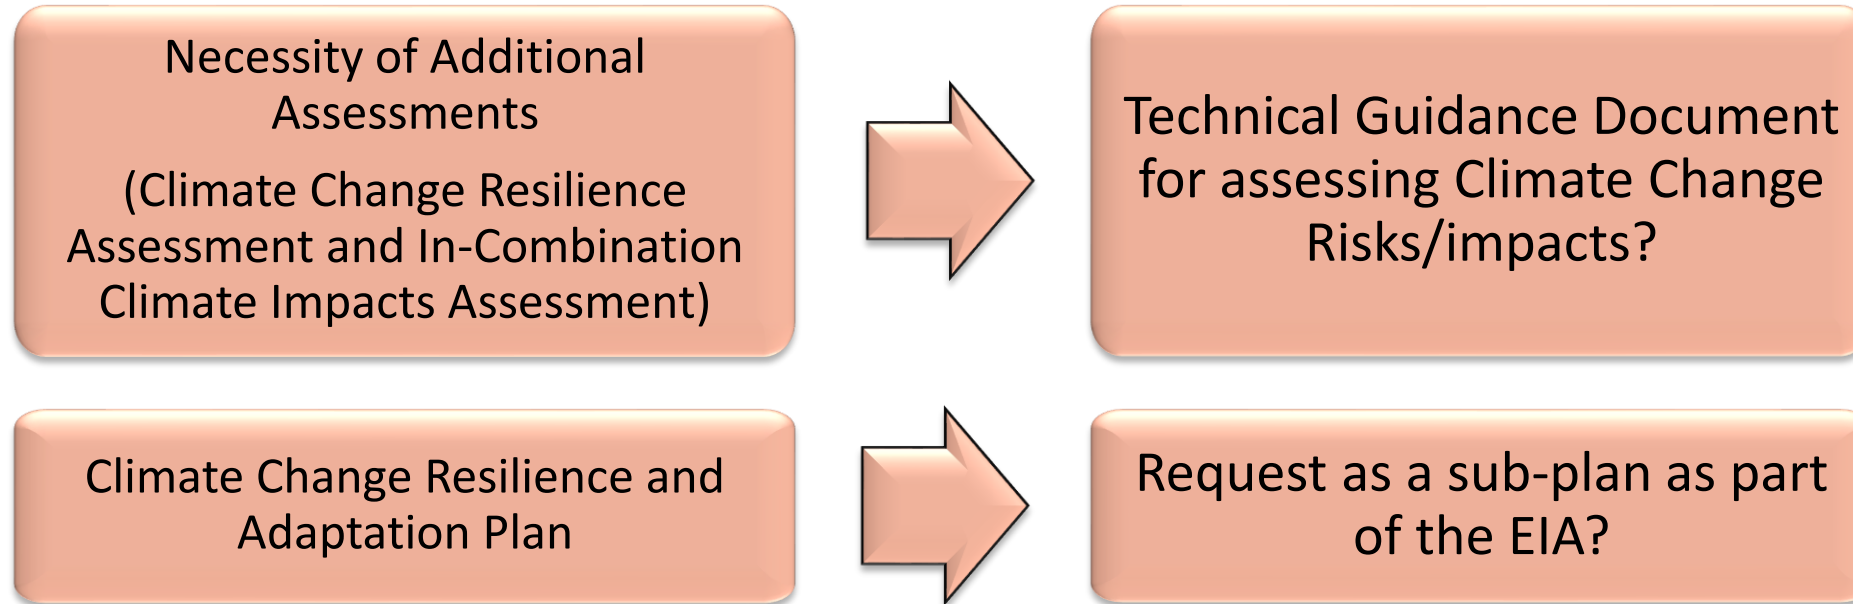 Necessity of Additional
Assessments
(Climate Change Resilience
Assessment and In-Combination
Climate Impacts Assessment)
Technical Guidance Document
for assessing Climate Change
Risks/impacts?
Climate Change Resilience and
Adaptation Plan
Request as a sub-plan as part
of the EIA?